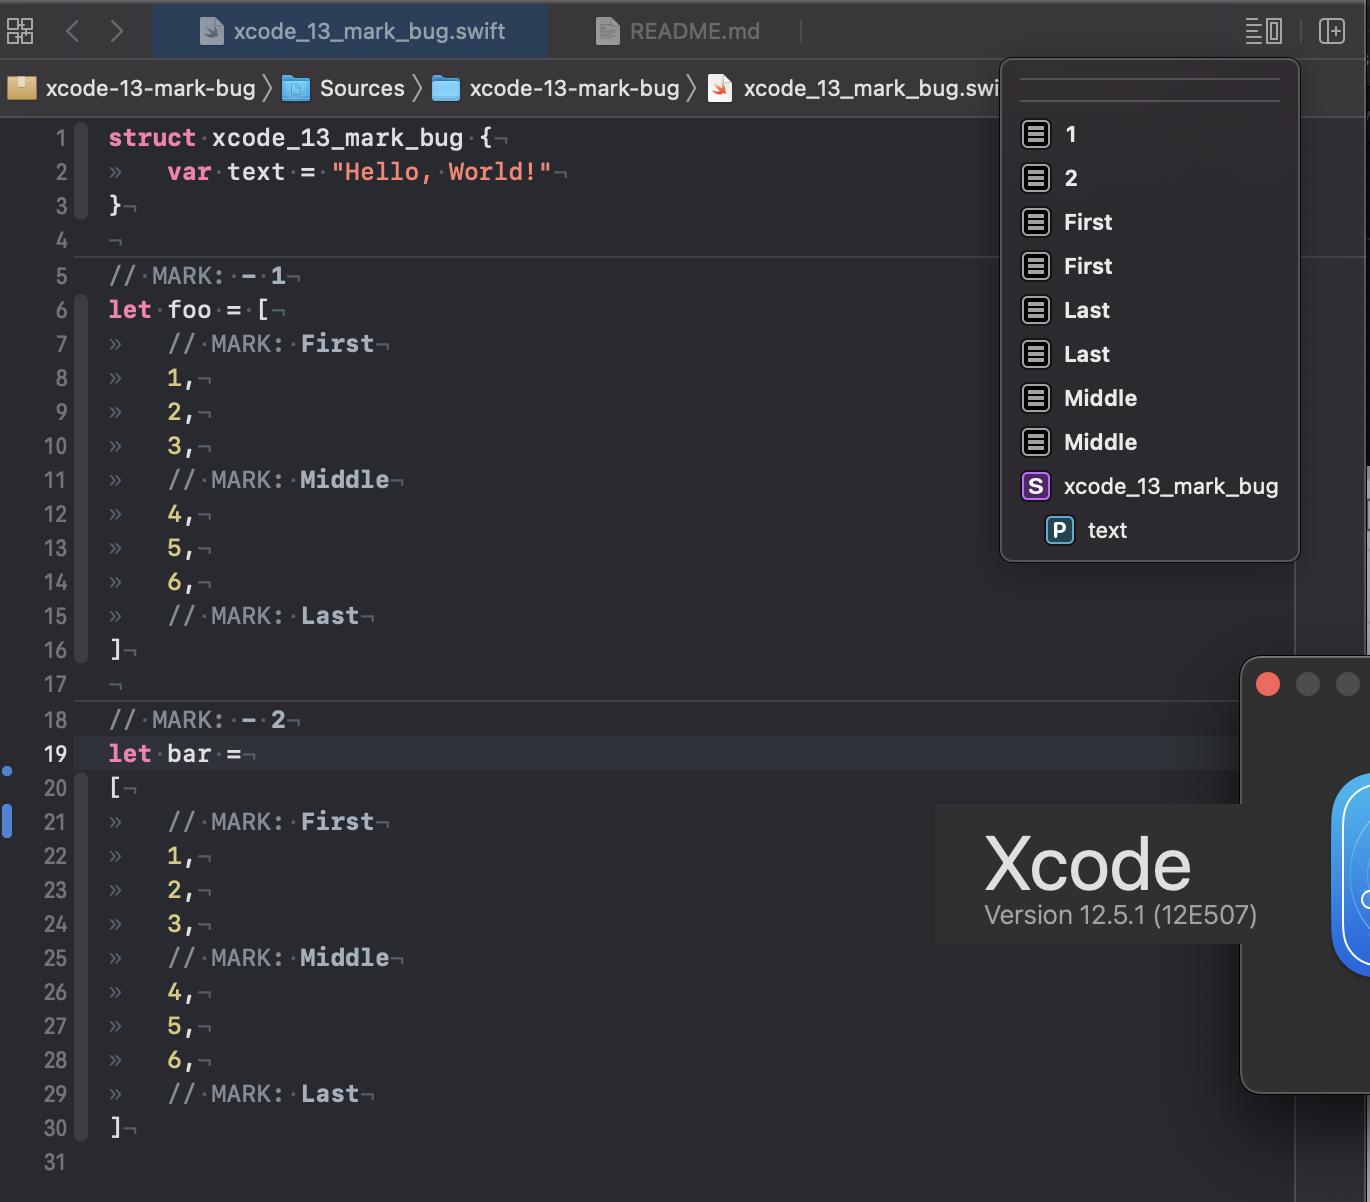 xcode_13_mark_bug.swift
README.md
xcode-13-mark-bug
Sources
xcode-13-mark-bug
xcode_13_mark_bug.swi
1 struct xcode_13_mark_bug {
2 var text = "Hello, World!"
3 }
4
5 // MARK: - 1
6 let foo = [
7 // MARK: First
8 1,
9 2,
10 3,
11 // MARK: Middle
12 4,
13 5,
14 6,
15 // MARK: Last
16 ]
17
18 // MARK: - 2
19 let bar =
20 [
21 // MARK: First
22 1,
23 2,
24 3,
25 // MARK: Middle
26 4,
27 5,
28 6,
29 // MARK: Last
30 ]
31
1
2
First
First
Last
Last
Middle
Middle
S xcode_13_mark_bug
P text
Xcode
Version 12.5.1 (12E507)